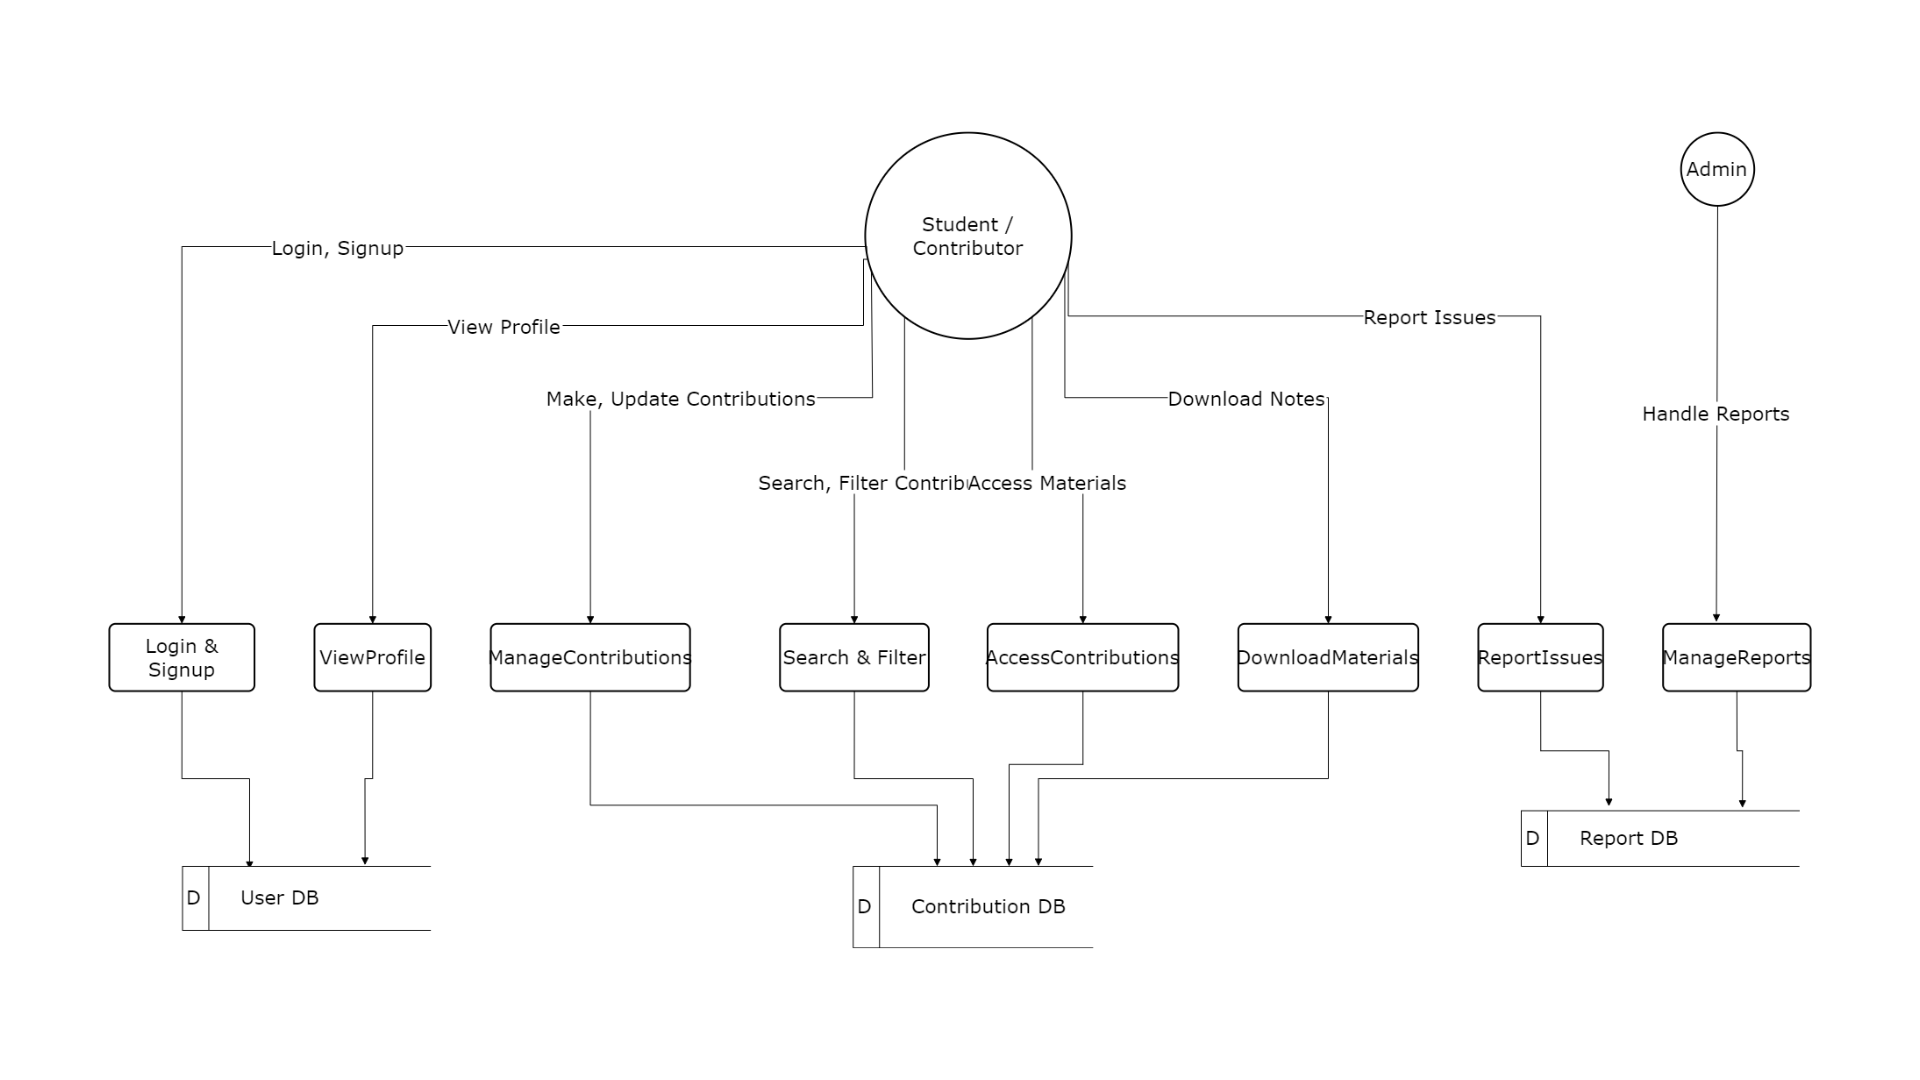 Admin
Student /
Contributor
Login, Signup
Report Issues
View Profile
Make, Update Contributions
Download Notes
Handle Reports
Search, Filter Contrib
Access Materials
Login &
Signup
ViewProfile
ManageContributions
Search & Filter
AccessContributions
DownloadMaterials
ReportIssues
ManageReports
D
Report DB
D
User DB
D
Contribution DB